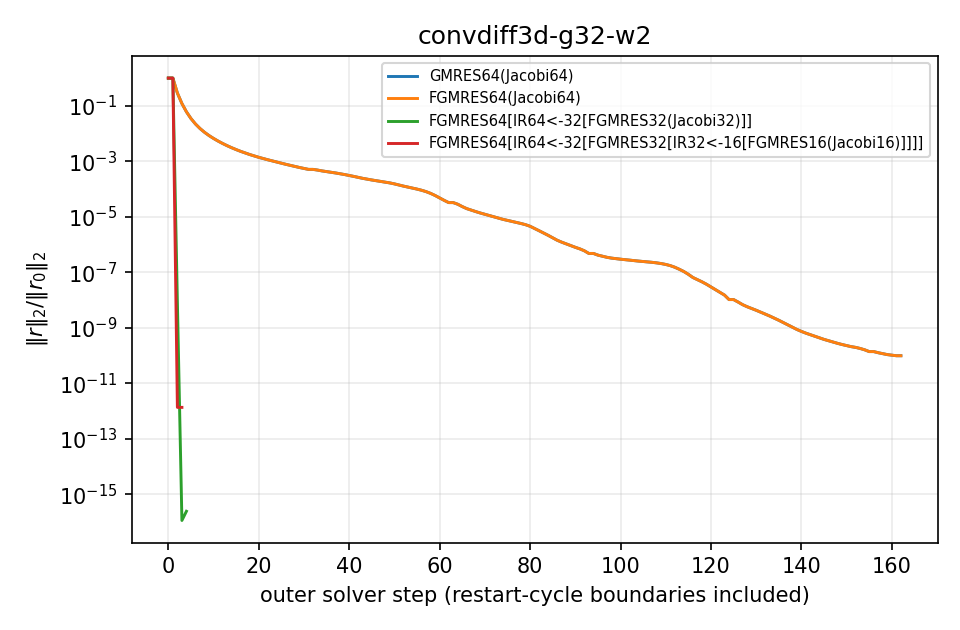 convdiff3d-g32-w2
GMRES64(Jacobi64)
FGMRES64(Jacobi64)
FGMRES64[IR64<-32[FGMRES32(Jacobi32)]]
FGMRES64[IR64<-32[FGMRES32[IR32<-16[FGMRES16(Jacobi16)]]]]
10⁻¹
10⁻³
10⁻⁵
10⁻⁷
10⁻⁹
10⁻¹¹
10⁻¹³
10⁻¹⁵
‖r‖₂/‖r₀‖₂
0 20 40 60 80 100 120 140 160
outer solver step (restart-cycle boundaries included)